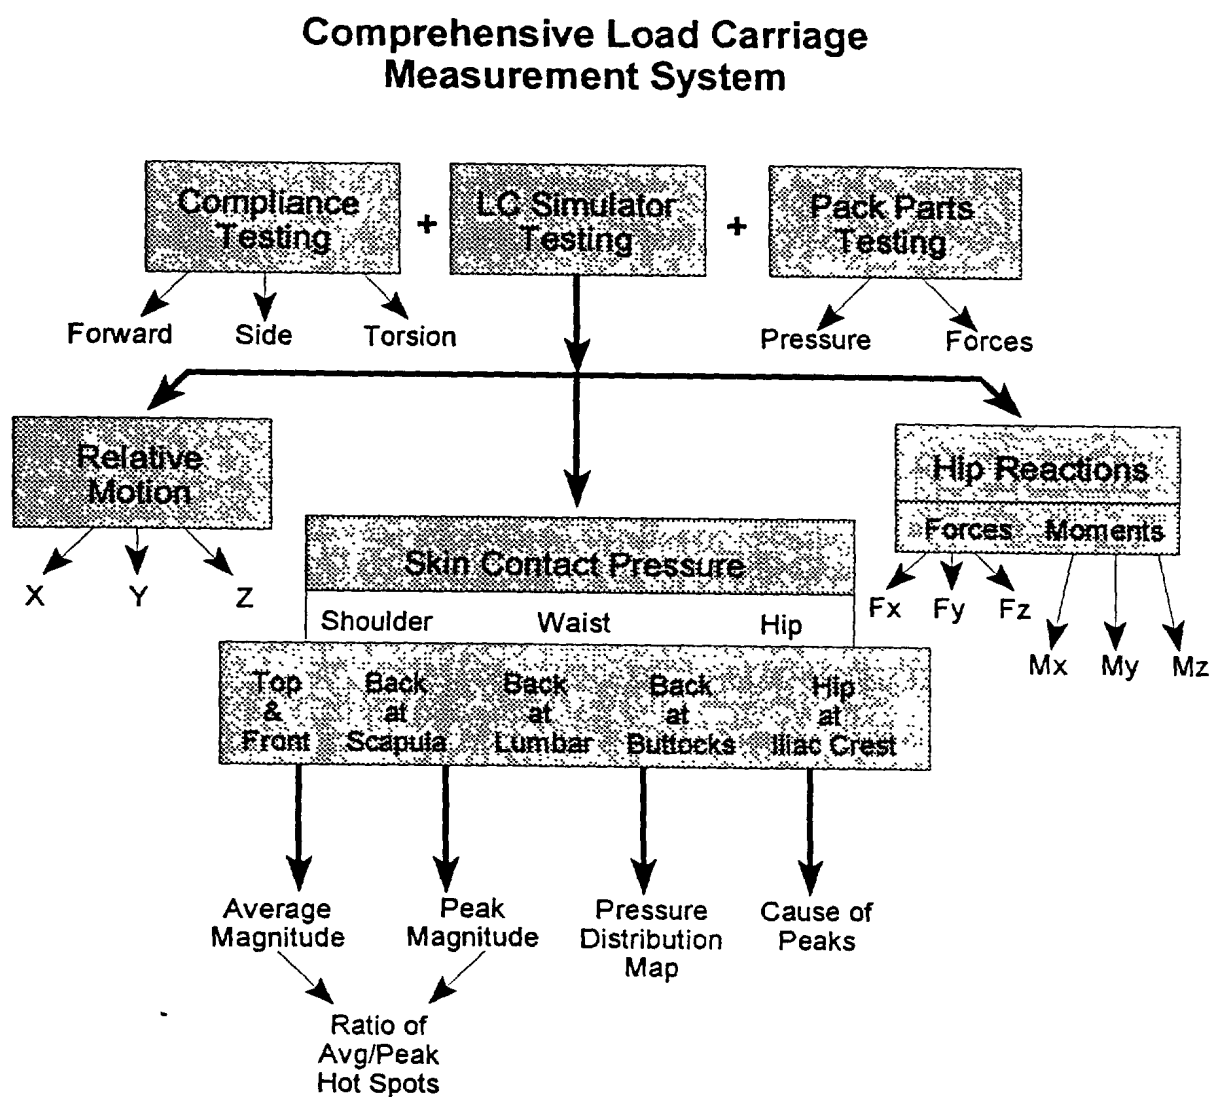 Comprehensive Load Carriage
Measurement System
Compliance
Testing
+
LC Simulator
Testing
+
Pack Parts
Testing
Forward
Side
Torsion
Pressure
Forces
Relative
Motion
X
Y
Z
Hip Reactions
Forces
Moments
Fx
Fy
Fz
Mx
My
Mz
Skin Contact Pressure
Shoulder
Waist
Hip
Top
&
Front
Back
at
Scapula
Back
at
Lumbar
Back
at
Buttocks
Hip
at
Iliac Crest
Average
Magnitude
Peak
Magnitude
Pressure
Distribution
Map
Cause of
Peaks
Ratio of
Avg/Peak
Hot Spots